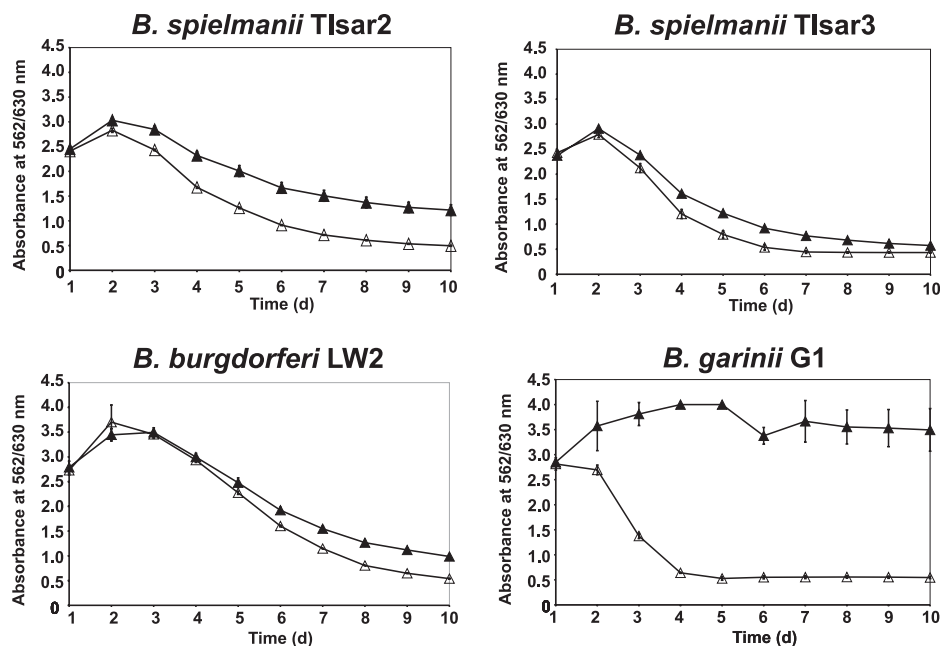 B. spielmanii TIsar2
4.5
4.0
3.5
3.0
2.5
2.0
1.5
1.0
0.5
0
Absorbance at 562/630 nm
1 2 3 4 5 6 7 8 9 10
Time (d)
B. spielmanii TIsar3
4.5
4.0
3.5
3.0
2.5
2.0
1.5
1.0
0.5
0
Absorbance at 562/630 nm
1 2 3 4 5 6 7 8 9 10
Time (d)
B. burgdorferi LW2
4.5
4.0
3.5
3.0
2.5
2.0
1.5
1.0
0.5
0
Absorbance at 562/630 nm
1 2 3 4 5 6 7 8 9 10
Time (d)
B. garinii G1
4.5
4.0
3.5
3.0
2.5
2.0
1.5
1.0
0.5
0
Absorbance at 562/630 nm
1 2 3 4 5 6 7 8 9 10
Time (d)